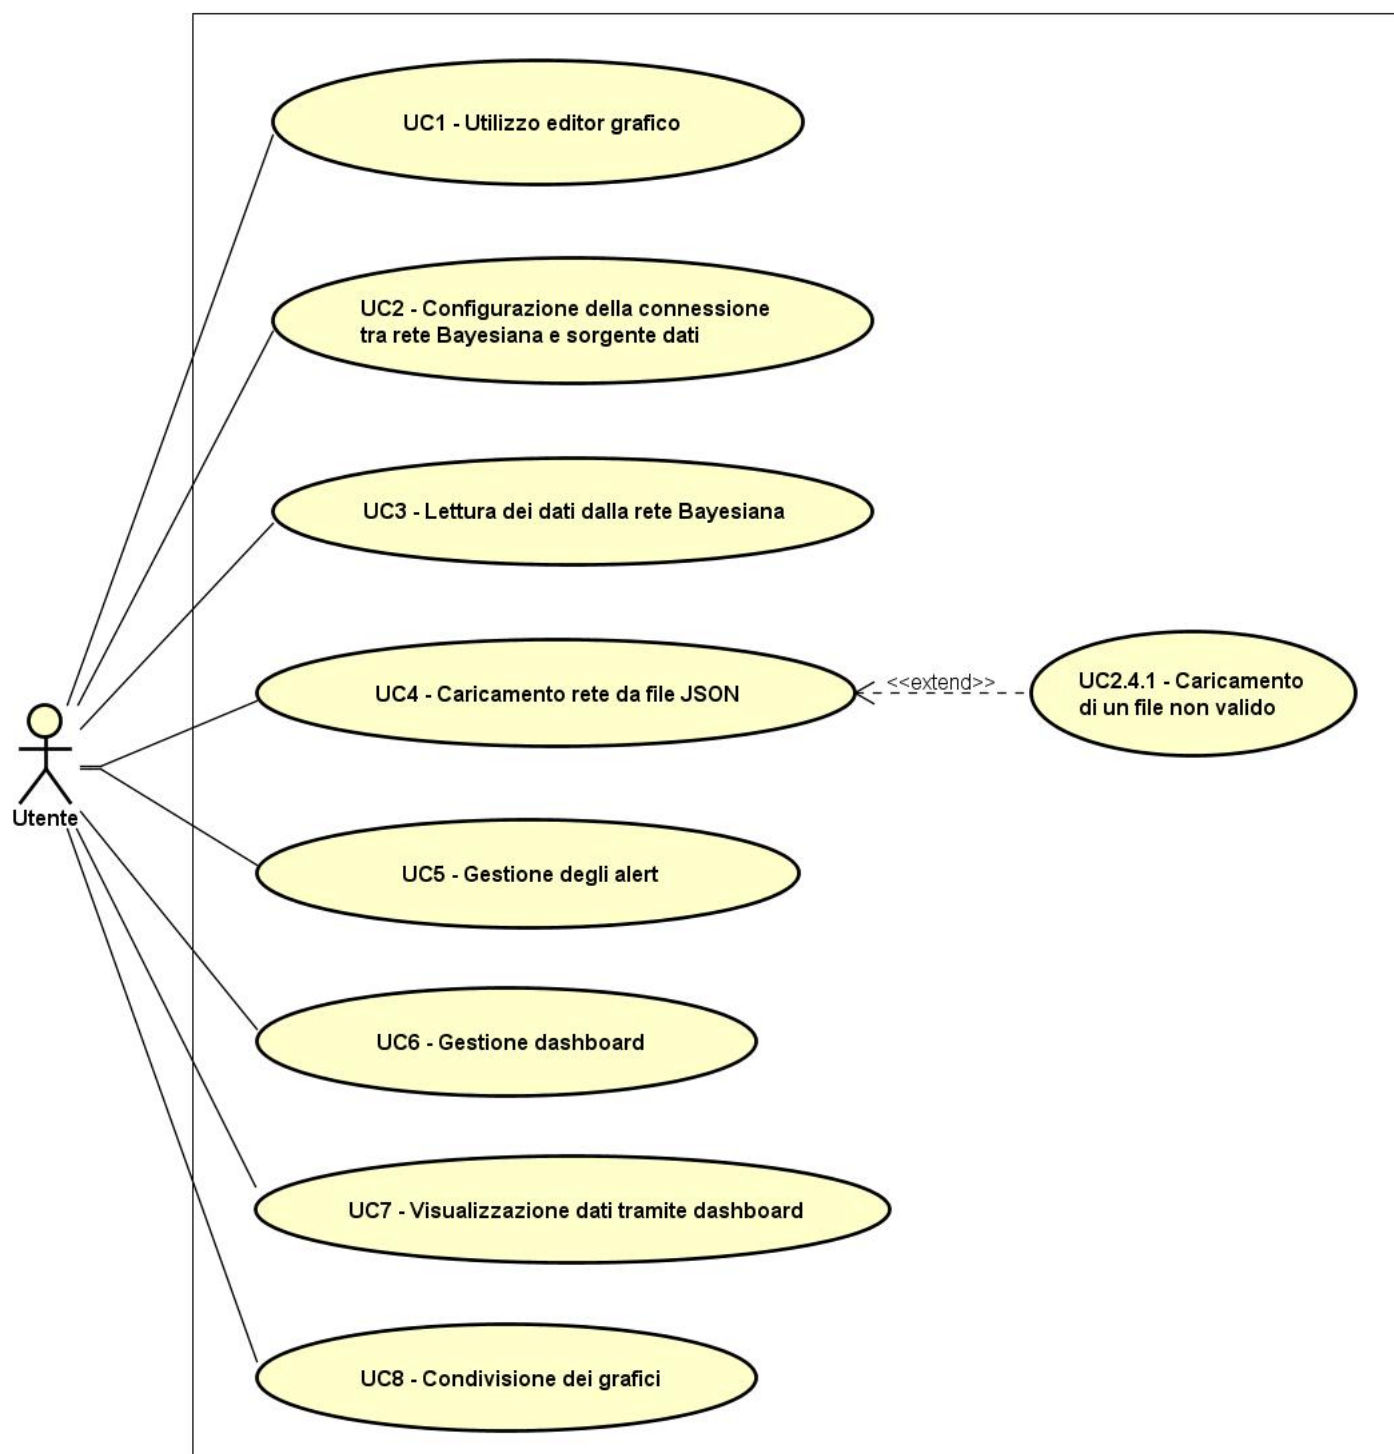 UC1 - Utilizzo editor grafico
UC2 - Configurazione della connessione
tra rete Bayesiana e sorgente dati
UC3 - Lettura dei dati dalla rete Bayesiana
UC4 - Caricamento rete da file JSON
<<extend>>
UC2.4.1 - Caricamento
di un file non valido
Utente
UC5 - Gestione degli alert
UC6 - Gestione dashboard
UC7 - Visualizzazione dati tramite dashboard
UC8 - Condivisione dei grafici